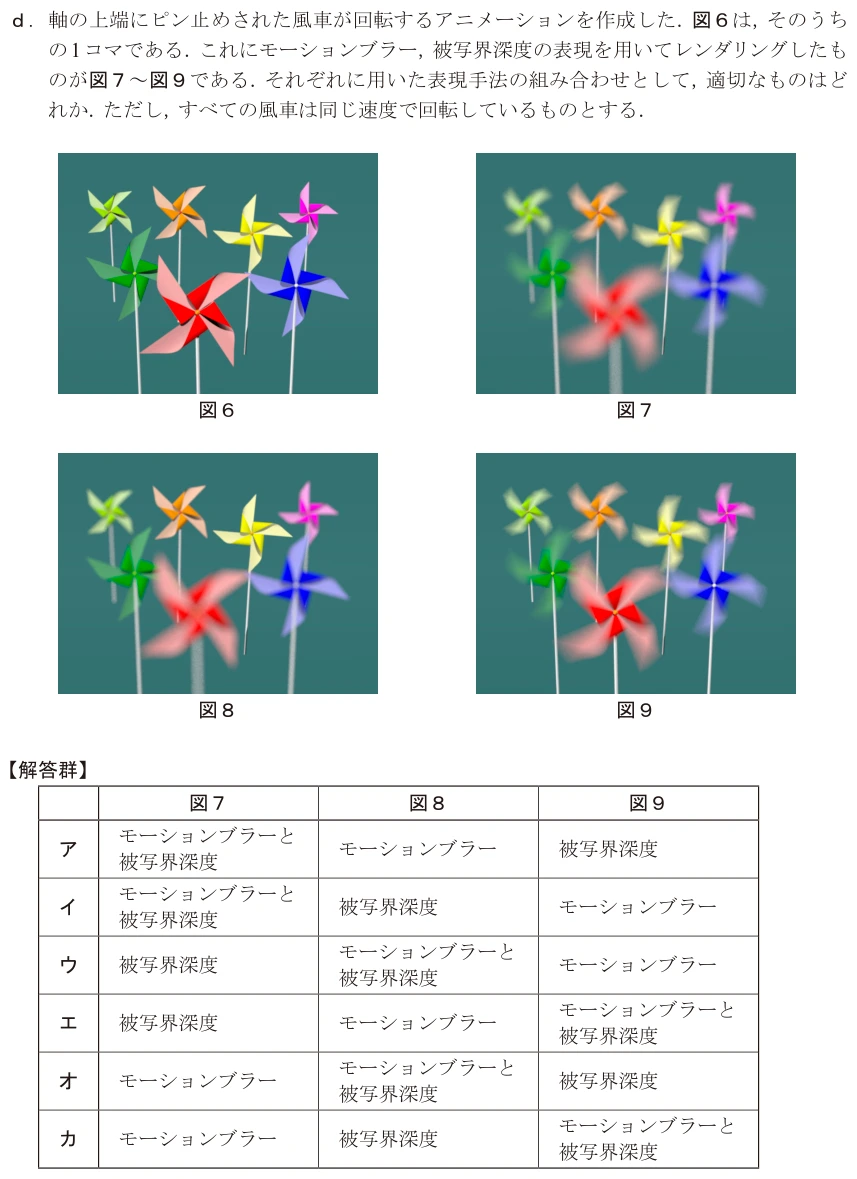 d．軸の上端にピン止めされた風車が回転するアニメーションを作成した．図6は，そのうち
の1コマである．これにモーションブラー，被写界深度の表現を用いてレンダリングしたも
のが図7～図9である．それぞれに用いた表現手法の組み合わせとして，適切なものはど
れか．ただし，すべての風車は同じ速度で回転しているものとする．
図6 図7
図8 図9
【解答群】
図7 図8 図9
ア モーションブラーと被写界深度 モーションブラー 被写界深度
イ モーションブラーと被写界深度 被写界深度 モーションブラー
ウ 被写界深度 モーションブラーと被写界深度 モーションブラー
エ 被写界深度 モーションブラー モーションブラーと被写界深度
オ モーションブラー モーションブラーと被写界深度 被写界深度
カ モーションブラー 被写界深度 モーションブラーと被写界深度